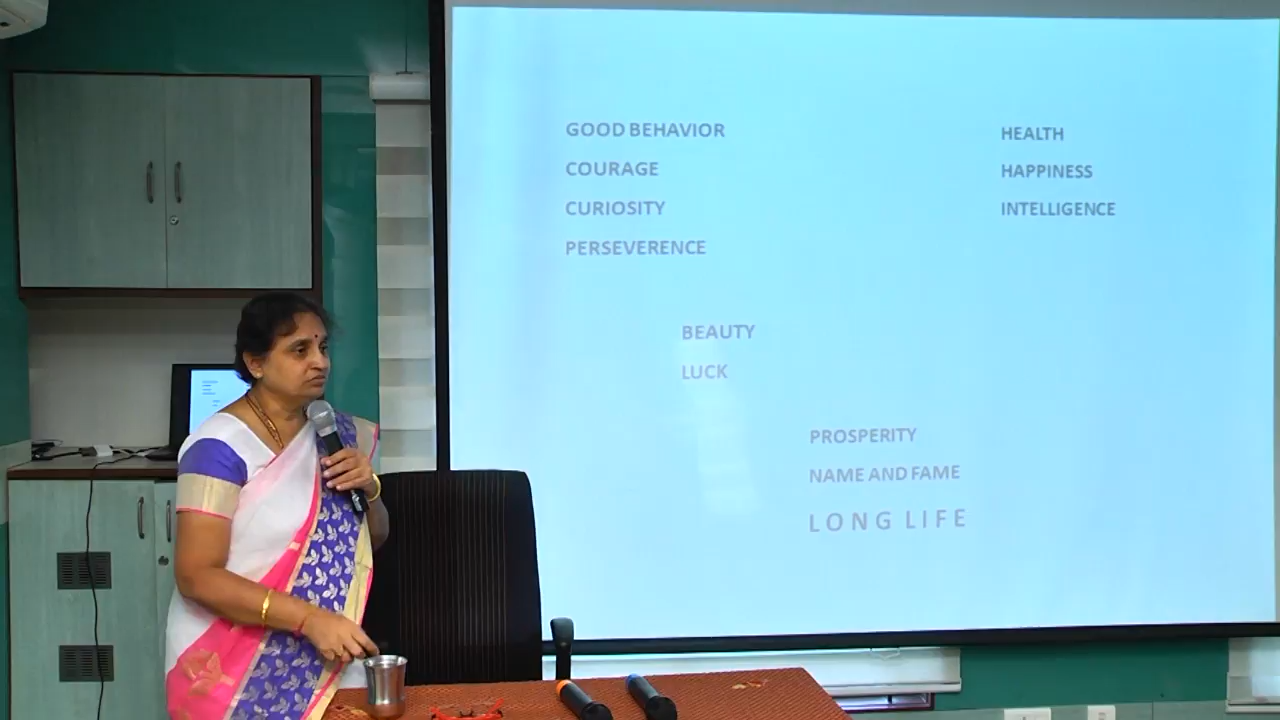 GOOD BEHAVIOR
COURAGE
CURIOSITY
PERSEVERENCE
HEALTH
HAPPINESS
INTELLIGENCE
BEAUTY
LUCK
PROSPERITY
NAME AND FAME
LONG LIFE